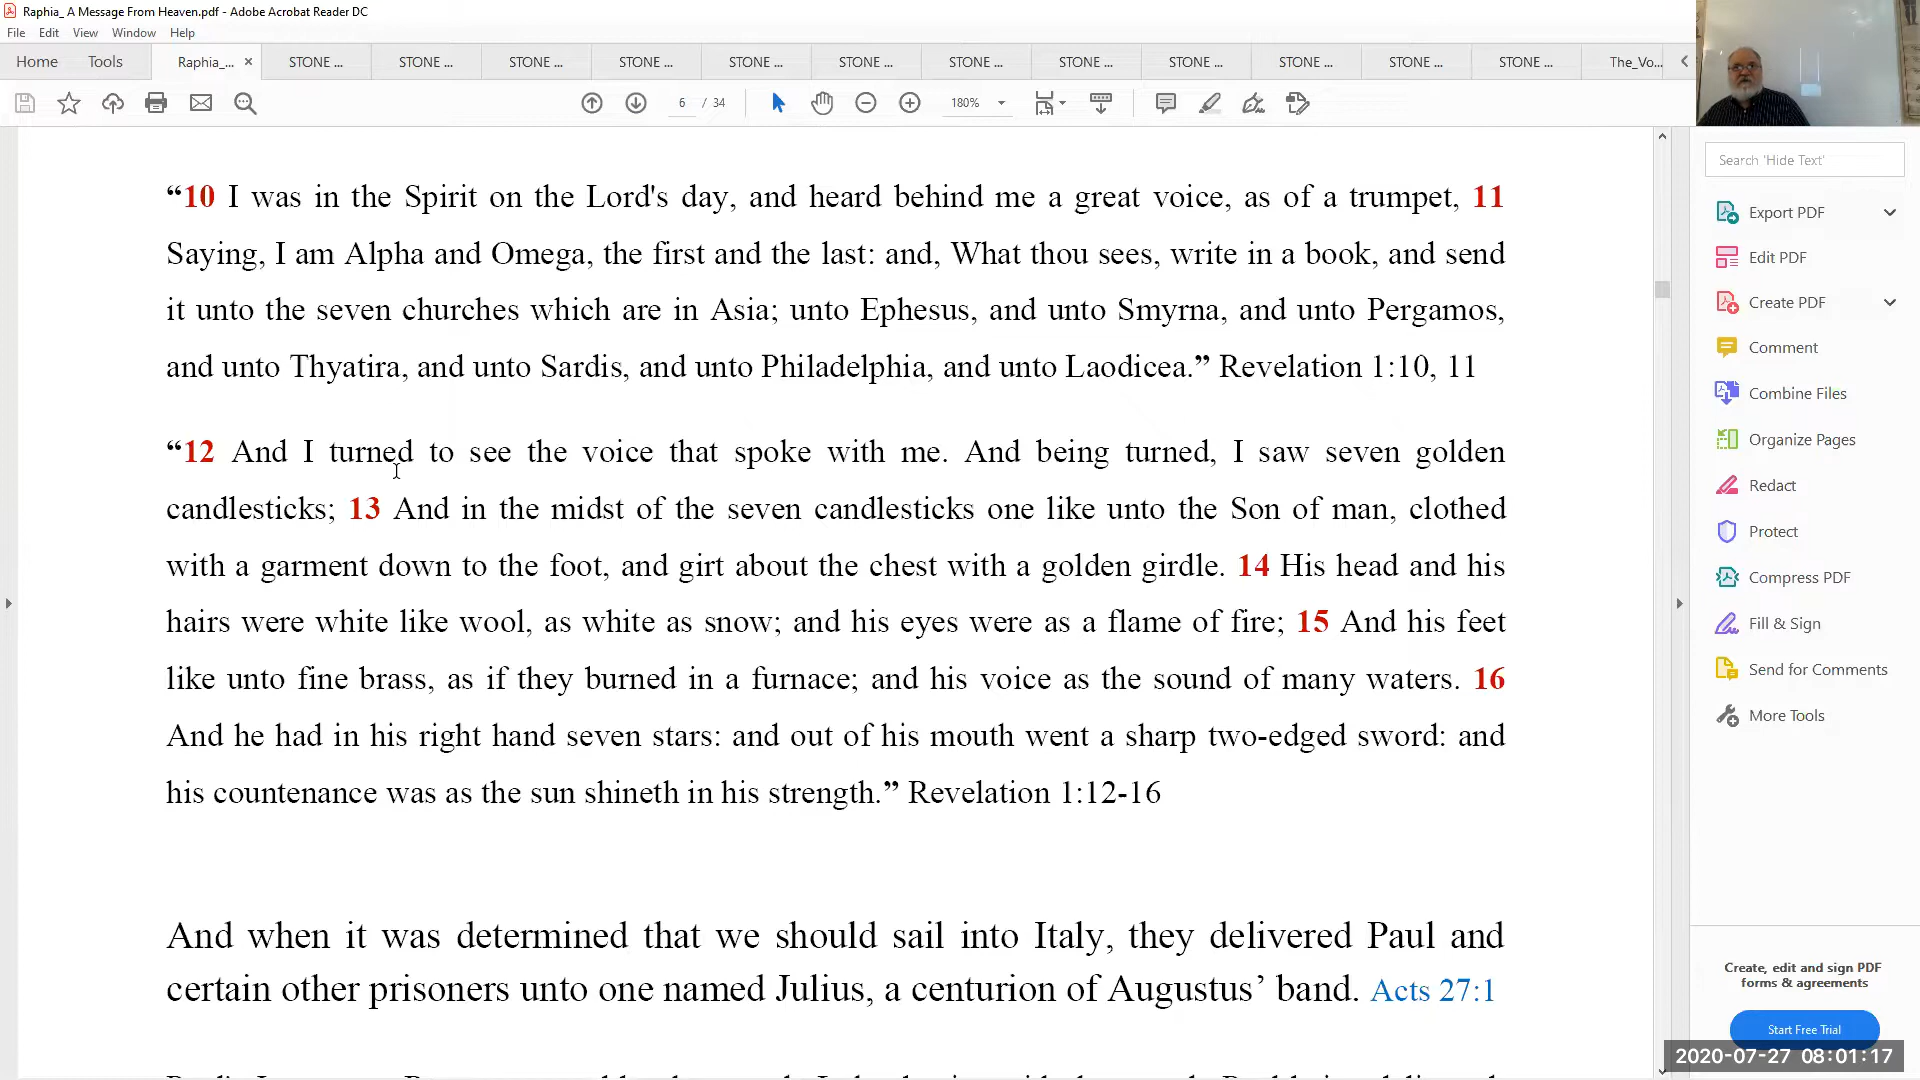 Raphia_ A Message From Heaven.pdf - Adobe Acrobat Reader DC
File Edit View Window Help
Home Tools Raphia_... × STONE ... STONE ... STONE ... STONE ... STONE ... STONE ... STONE ... STONE ... STONE ... STONE ... STONE ... STONE ... The_Vo...
6 / 34 180%
Search 'Hide Text'
“10 I was in the Spirit on the Lord's day, and heard behind me a great voice, as of a trumpet, 11
Saying, I am Alpha and Omega, the first and the last: and, What thou sees, write in a book, and send
it unto the seven churches which are in Asia; unto Ephesus, and unto Smyrna, and unto Pergamos,
and unto Thyatira, and unto Sardis, and unto Philadelphia, and unto Laodicea.” Revelation 1:10, 11
“12 And I turned to see the voice that spoke with me. And being turned, I saw seven golden
candlesticks; 13 And in the midst of the seven candlesticks one like unto the Son of man, clothed
with a garment down to the foot, and girt about the chest with a golden girdle. 14 His head and his
hairs were white like wool, as white as snow; and his eyes were as a flame of fire; 15 And his feet
like unto fine brass, as if they burned in a furnace; and his voice as the sound of many waters. 16
And he had in his right hand seven stars: and out of his mouth went a sharp two-edged sword: and
his countenance was as the sun shineth in his strength.” Revelation 1:12-16
And when it was determined that we should sail into Italy, they delivered Paul and
certain other prisoners unto one named Julius, a centurion of Augustus’ band. Acts 27:1
Export PDF
Edit PDF
Create PDF
Comment
Combine Files
Organize Pages
Redact
Protect
Compress PDF
Fill & Sign
Send for Comments
More Tools
Create, edit and sign PDF
forms & agreements
Start Free Trial
2020-07-27 08:01:17